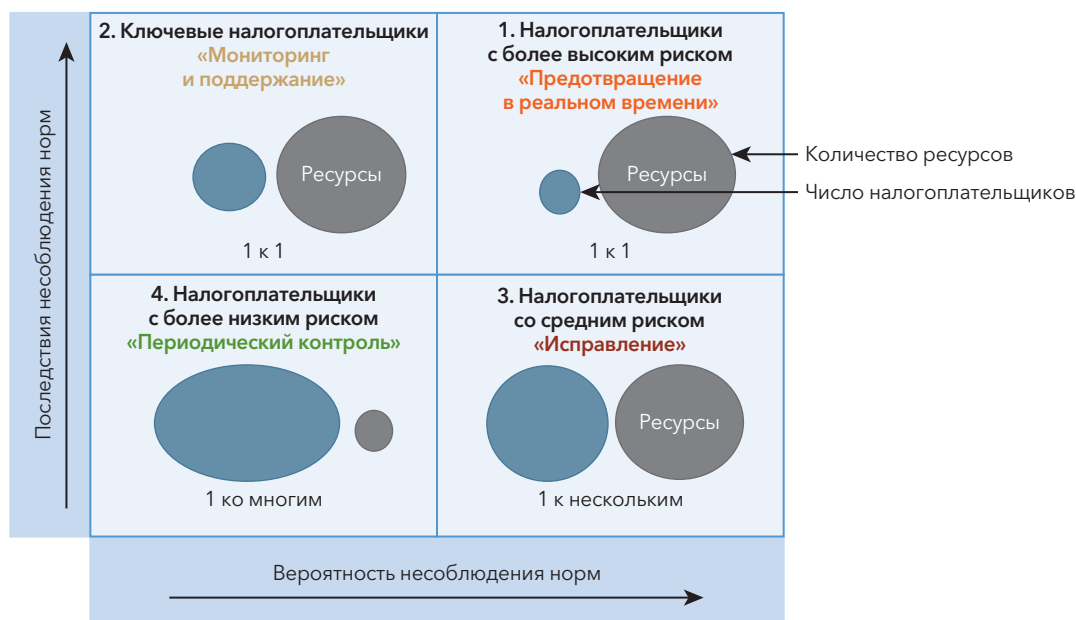 2. Ключевые налогоплательщики
«Мониторинг
и поддержание»
Ресурсы
1 к 1
1. Налогоплательщики
с более высоким риском
«Предотвращение
в реальном времени»
Ресурсы
1 к 1
Количество ресурсов
Число налогоплательщиков
4. Налогоплательщики
с более низким риском
«Периодический контроль»
1 ко многим
3. Налогоплательщики
со средним риском
«Исправление»
Ресурсы
1 к нескольким
Последствия несоблюдения норм
Вероятность несоблюдения норм